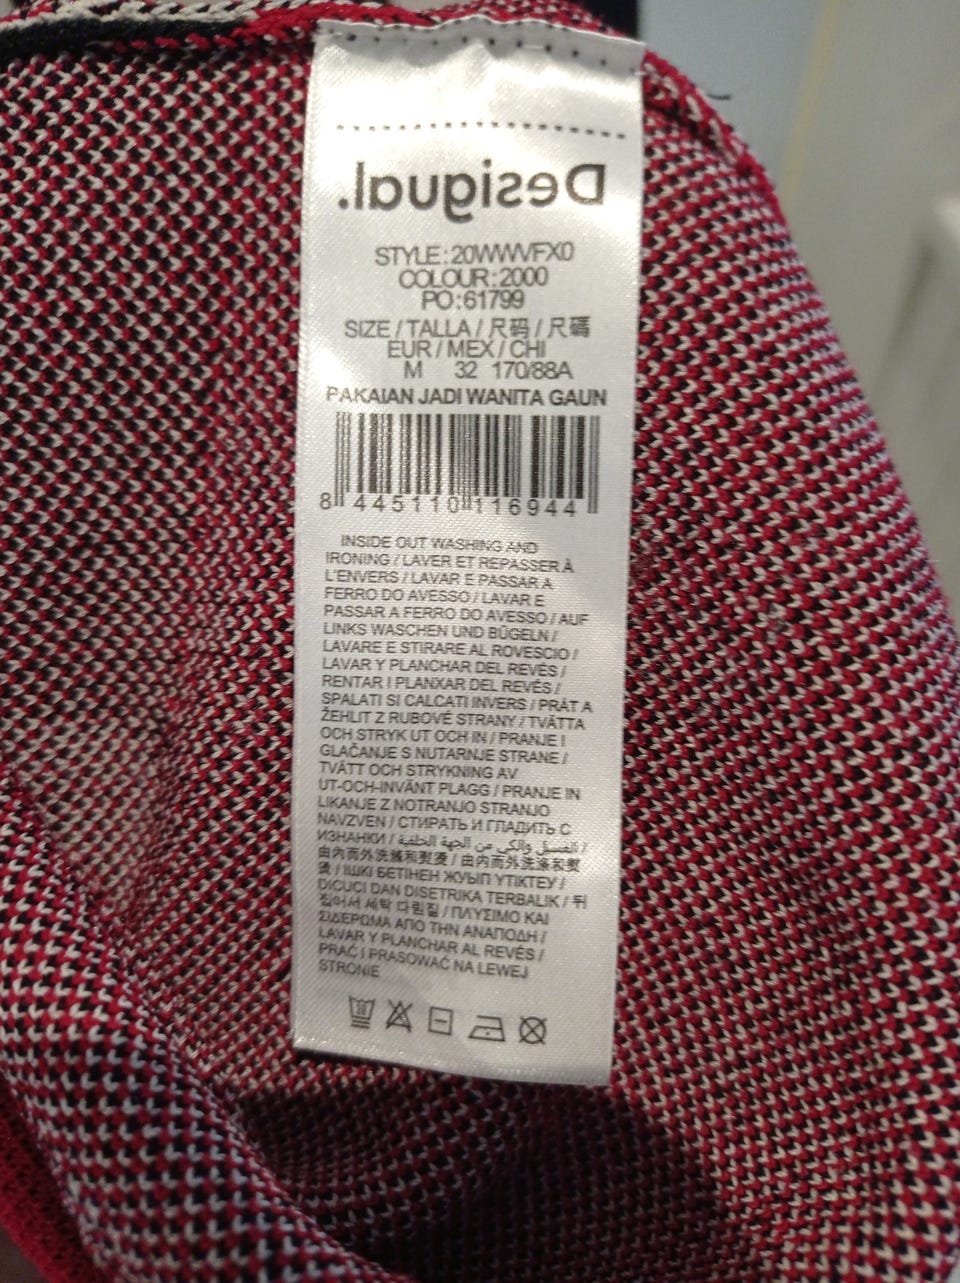 Desigual.
STYLE:20WWVFX0
COLOUR:2000
PO:61799
SIZE / TALLA / 尺码 / 尺碼
EUR / MEX / CHI
M 32 170/88A
PAKAIAN JADI WANITA GAUN
8 445110 116944
INSIDE OUT WASHING AND
IRONING / LAVER ET REPASSER À
L'ENVERS / LAVAR E PASSAR A
FERRO DO AVESSO / LAVAR E
PASSAR A FERRO DO AVESSO / AUF
LINKS WASCHEN UND BÜGELN /
LAVARE E STIRARE AL ROVESCIO /
LAVAR Y PLANCHAR DEL REVÉS /
RENTAR I PLANXAR DEL REVÉS /
SPALATI SI CALCATI INVERS / PRÁT A
ŽEHLIT Z RUBOVÉ STRANY / TVÄTTA
OCH STRYK UT OCH IN / PRANJE I
GLAČANJE S NUTARNJE STRANE /
TVÄTT OCH STRYKNING AV
UT-OCH-INVÄNT PLAGG / PRANJE IN
LIKANJE Z NOTRANJO STRANJO
NAVZVEN / СТИРАТЬ И ГЛАДИТЬ С
ИЗНАНКИ / الغسيل والكي من الجهة الخلفية /
由内而外洗涤和熨烫 / 由內而外洗滌和熨
燙 / ІШКІ БЕТІНЕН ЖУЫП ҮТІКТЕУ /
DICUCI DAN DISETRIKA TERBALIK / 뒤
집어서 세탁 다림질 / ΠΛΥΣΙΜΟ ΚΑΙ
ΣΙΔΕΡΩΜΑ ΑΠΟ ΤΗΝ ΑΝΑΠΟΔΗ /
LAVAR Y PLANCHAR AL REVÉS /
PRAĆ I PRASOWAĆ NA LEWEJ
STRONIE
30